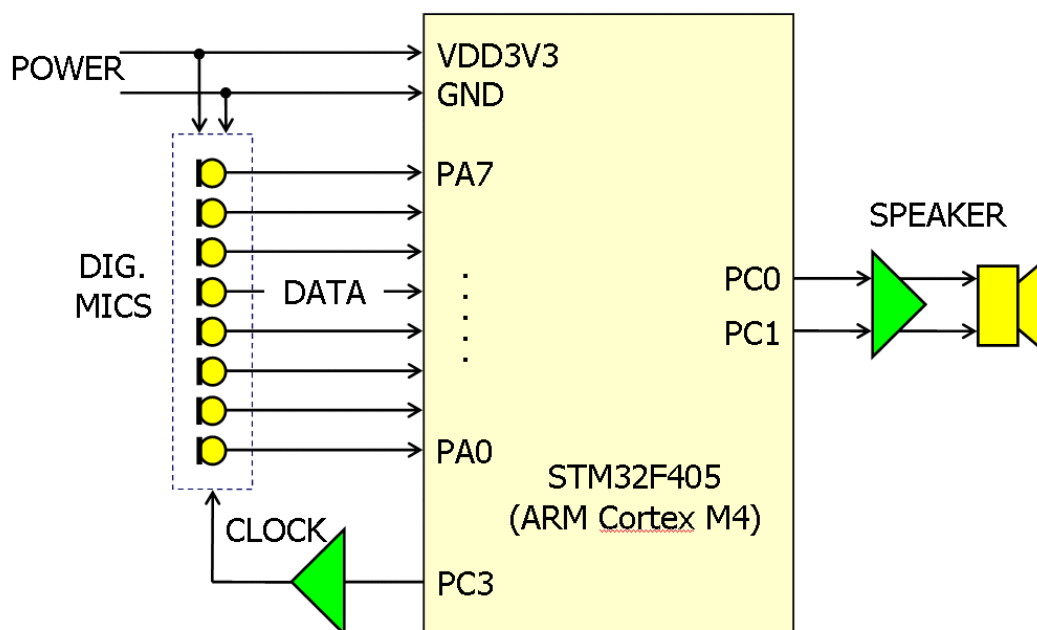 POWER
VDD3V3
GND
PA7
SPEAKER
DIG.
MICS
DATA
PC0
PC1
PA0
STM32F405
(ARM Cortex M4)
CLOCK
PC3